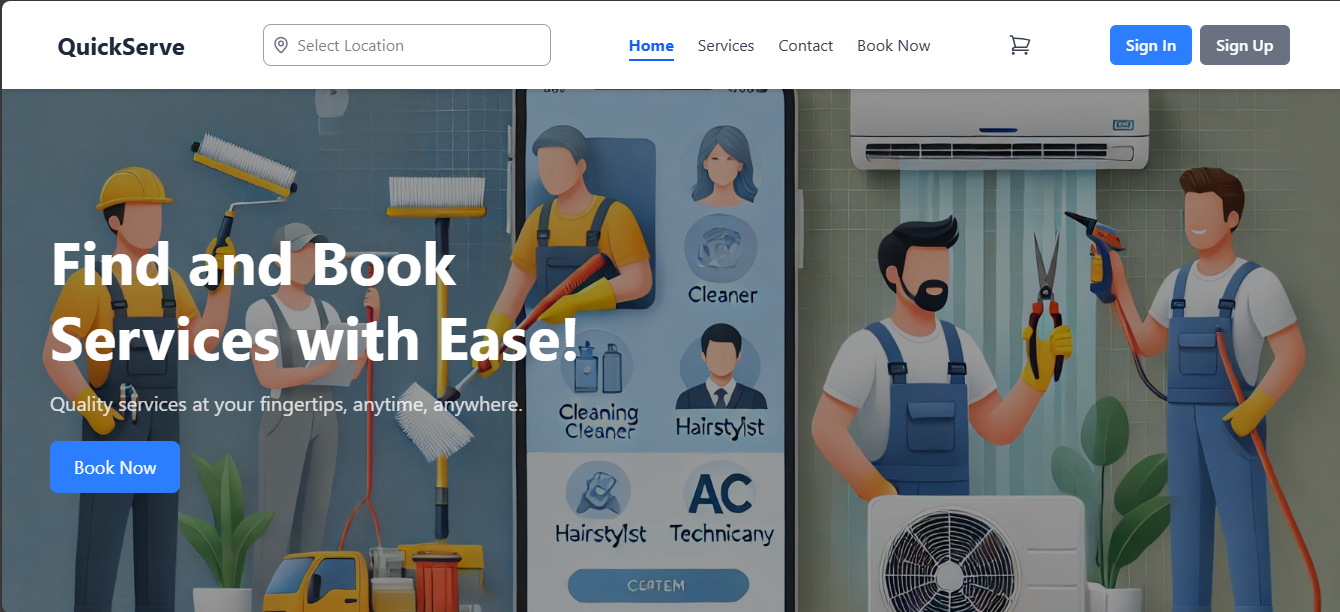 QuickServe
Select Location
Home
Services
Contact
Book Now
Sign In
Sign Up
Find and Book
Services with Ease!
Quality services at your fingertips, anytime, anywhere.
Book Now
Cleaner
Cleaning
Cleaner
Hairstylst
Hairstylst
AC
Technicany